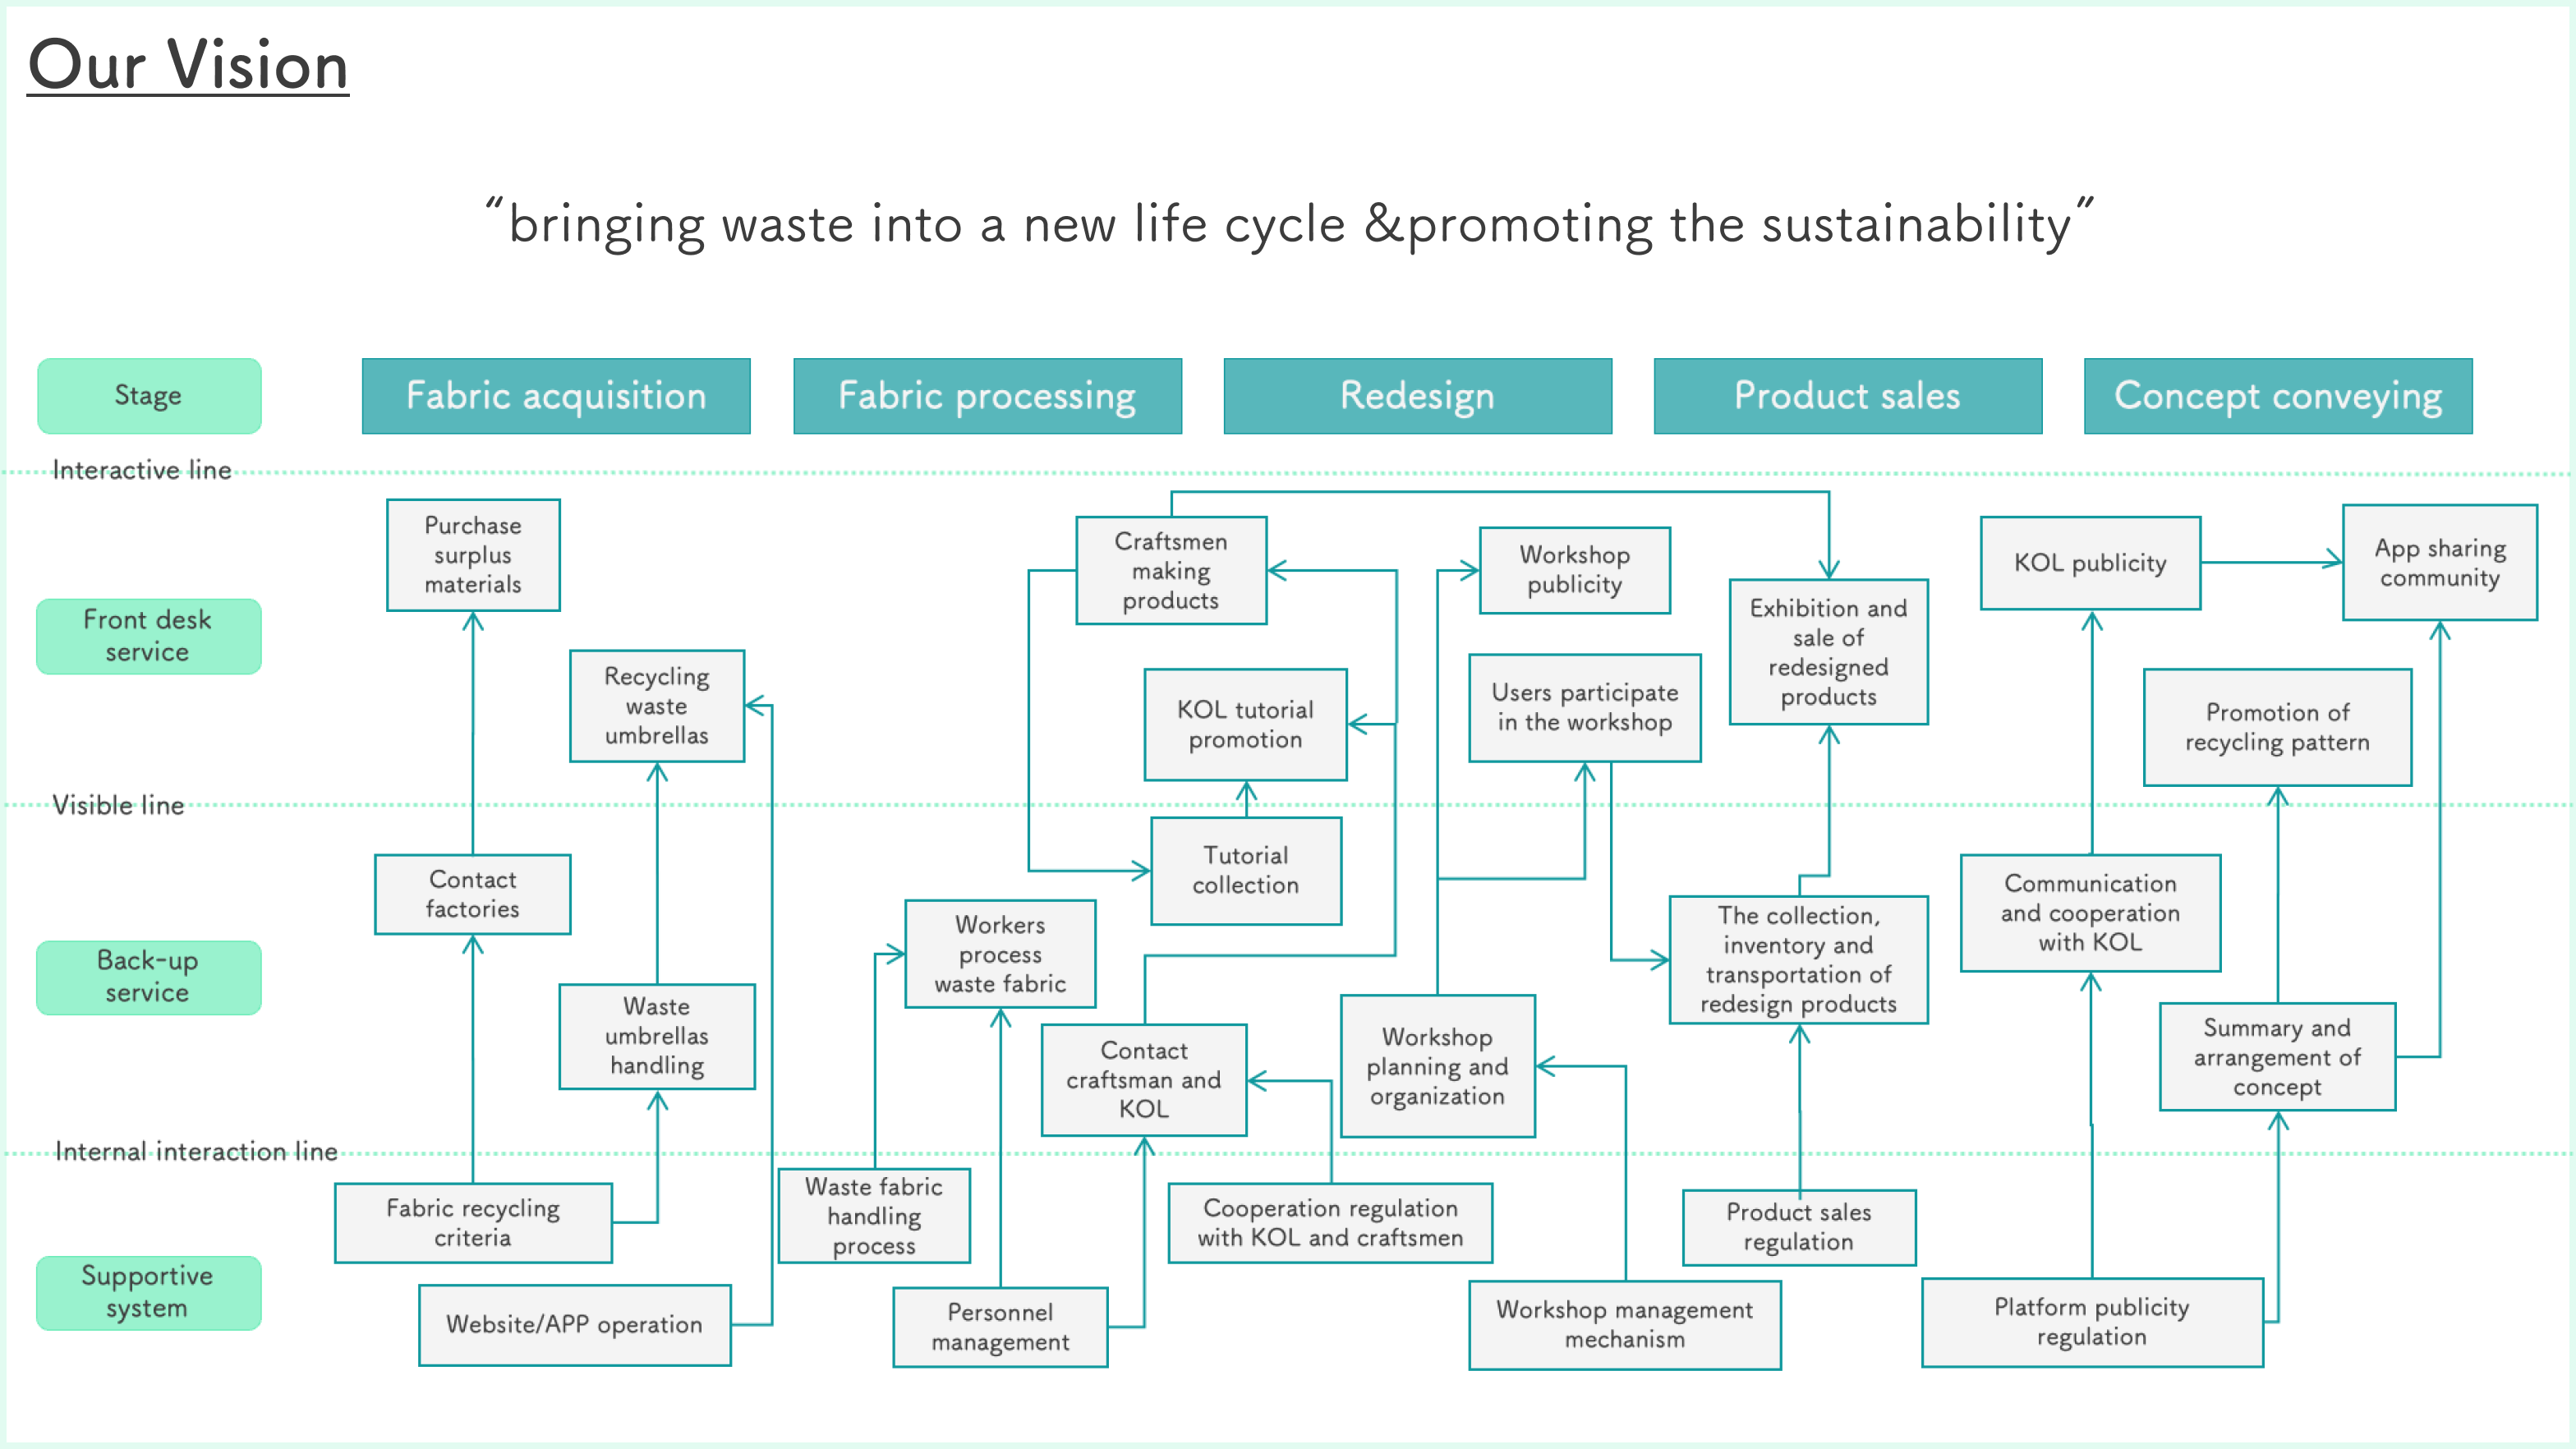 Our Vision
“bringing waste into a new life cycle &promoting the sustainability”
Stage
Fabric acquisition
Fabric processing
Redesign
Product sales
Concept conveying
Interactive line
Front desk
service
Purchase
surplus
materials
Recycling
waste
umbrellas
Craftsmen
making
products
KOL tutorial
promotion
Workshop
publicity
Users participate
in the workshop
Exhibition and
sale of
redesigned
products
KOL publicity
App sharing
community
Promotion of
recycling pattern
Visible line
Back-up
service
Contact
factories
Waste
umbrellas
handling
Workers
process
waste fabric
Tutorial
collection
Contact
craftsman and
KOL
Workshop
planning and
organization
The collection,
inventory and
transportation of
redesign products
Communication
and cooperation
with KOL
Summary and
arrangement of
concept
Internal interaction line
Supportive
system
Fabric recycling
criteria
Website/APP operation
Waste fabric
handling
process
Personnel
management
Cooperation regulation
with KOL and craftsmen
Workshop management
mechanism
Product sales
regulation
Platform publicity
regulation